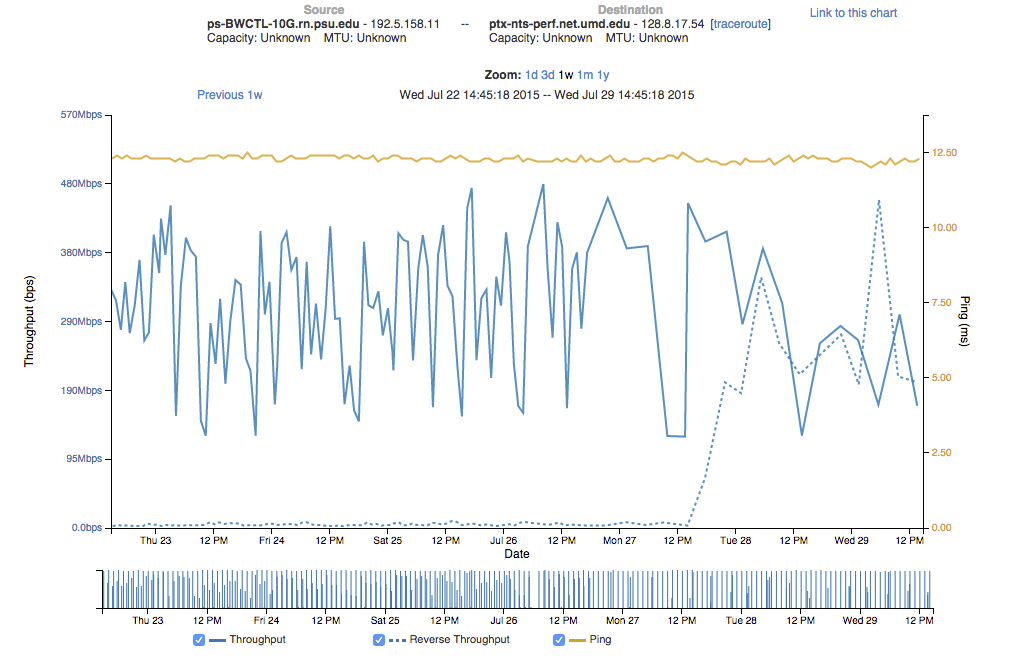 Source
Destination
Link to this chart
ps-BWCTL-10G.rn.psu.edu - 192.5.158.11 -- ptx-nts-perf.net.umd.edu - 128.8.17.54 [traceroute]
Capacity: Unknown MTU: Unknown
Capacity: Unknown MTU: Unknown
Zoom: 1d 3d 1w 1m 1y
Previous 1w
Wed Jul 22 14:45:18 2015 -- Wed Jul 29 14:45:18 2015
570Mbps
480Mbps
380Mbps
290Mbps
190Mbps
95Mbps
0.0bps
Throughput (bps)
12.50
10.00
7.50
5.00
2.50
0.00
Ping (ms)
Thu 23 12 PM Fri 24 12 PM Sat 25 12 PM Jul 26 12 PM Mon 27 12 PM Tue 28 12 PM Wed 29 12 PM
Date
Thu 23 12 PM Fri 24 12 PM Sat 25 12 PM Jul 26 12 PM Mon 27 12 PM Tue 28 12 PM Wed 29 12 PM
Throughput
Reverse Throughput
Ping